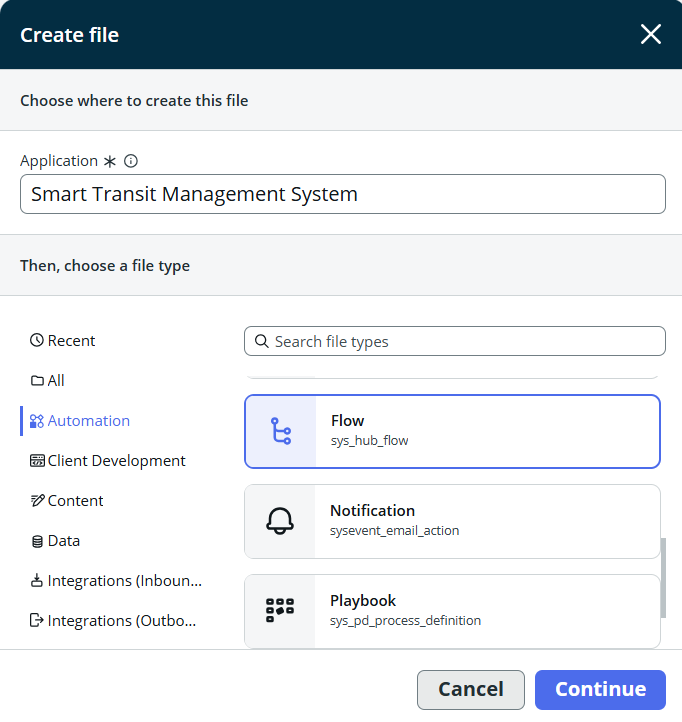 Create file
Choose where to create this file
Application
Smart Transit Management System
Then, choose a file type
Recent
All
Automation
Client Development
Content
Data
Integrations (Inboun...
Integrations (Outbo...
Search file types
Flow
sys_hub_flow
Notification
sysevent_email_action
Playbook
sys_pd_process_definition
Cancel
Continue